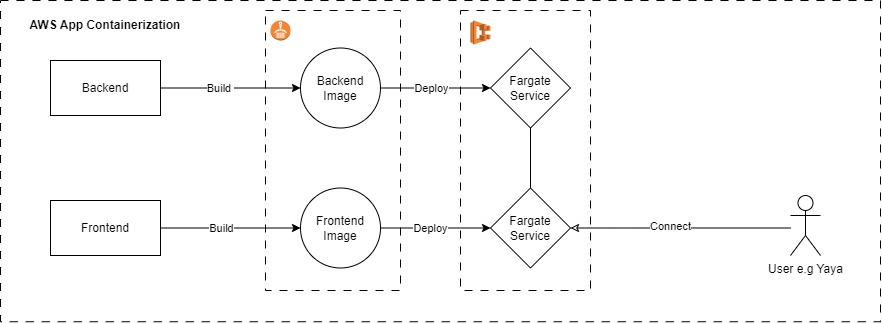 AWS App Containerization
Backend
Build
Backend
Image
Deploy
Fargate
Service
Frontend
Build
Frontend
Image
Deploy
Fargate
Service
Connect
User e.g Yaya